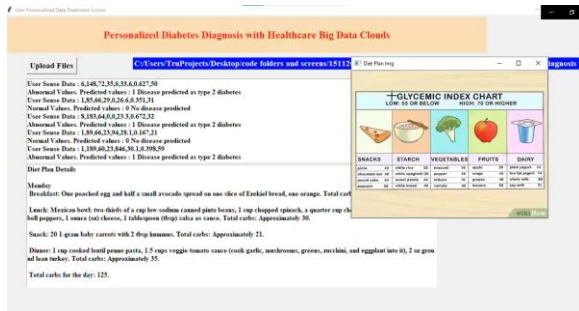 User Personalized Data Treatment Screen
Personalized Diabetes Diagnosis with Healthcare Big Data Clouds
Upload Files
C:/Users/TruProjects/Desktop/code folders and screens/15112
iagnosis
User Sense Data : 6,148,72,35,0,33.6,0.627,50
Abnormal Values. Predicted values : 1 Disease predicted as type 2 diabetes
User Sense Data : 1,85,66,29,0,26.6,0.351,31
Normal Values. Predicted values : 0 No disease predicted
User Sense Data : 8,183,64,0,0,23.3,0.672,32
Abnormal Values. Predicted values : 1 Disease predicted as type 2 diabetes
User Sense Data : 1,89,66,23,94,28.1,0.167,21
Normal Values. Predicted values : 0 No disease predicted
User Sense Data : 1,189,60,23,846,30.1,0.398,59
Abnormal Values. Predicted values : 1 Disease predicted as type 2 diabetes
Diet Plan Details
Monday
Breakfast: One poached egg and half a small avocado spread on one slice of Ezekiel bread, one orange. Total carb
Lunch: Mexican bowl: two-thirds of a cup low-sodium canned pinto beans, 1 cup chopped spinach, a quarter cup ch
bell peppers, 1 ounce (oz) cheese, 1 tablespoon (tbsp) salsa as sauce. Total carbs: Approximately 30.
Snack: 20 1-gram baby carrots with 2 tbsp hummus. Total carbs: Approximately 21.
Dinner: 1 cup cooked lentil penne pasta, 1.5 cups veggie tomato sauce (cook garlic, mushrooms, greens, zucchini, and eggplant into it), 2 oz grou
nd lean turkey. Total carbs: Approximately 35.
Total carbs for the day: 125.
Diet Plan Img
GLYCEMIC INDEX CHART
LOW: 55 OR BELOW HIGH: 70 OR HIGHER
SNACKS STARCH VEGETABLES FRUITS DAIRY
wikiHow